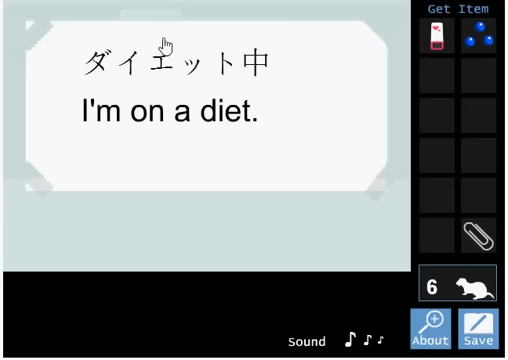 Get Item
ダイエット中
I'm on a diet.
6
Sound
About
Save